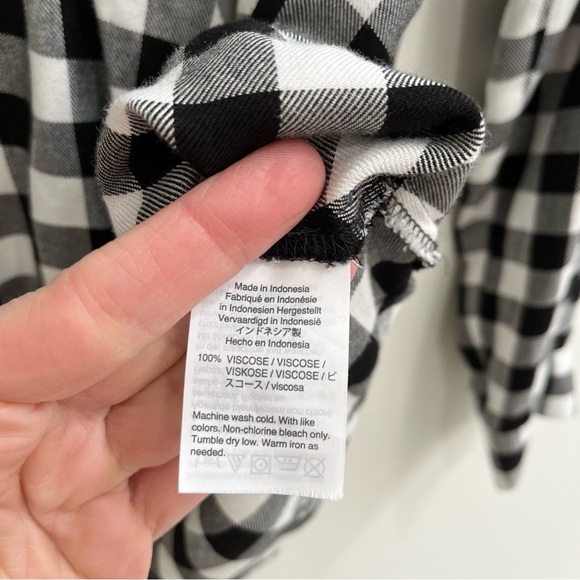 Made in Indonesia
Fabriqué en Indonésie
in Indonesien Hergestellt
Vervaardigd in Indonesië
インドネシア製
Hecho en Indonesia
100% VISCOSE / VISCOSE /
VISKOSE / VISCOSE / ビ
スコース / viscosa
Machine wash cold. With like
colors. Non-chlorine bleach only.
Tumble dry low. Warm iron as
needed.